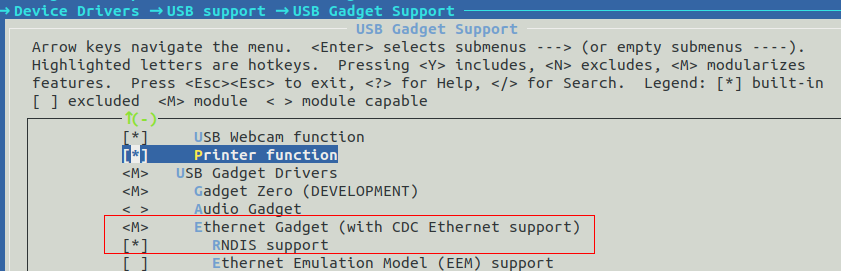 →Device Drivers →USB support →USB Gadget Support
USB Gadget Support
Arrow keys navigate the menu. <Enter> selects submenus ---> (or empty submenus ----).
Highlighted letters are hotkeys. Pressing <Y> includes, <N> excludes, <M> modularizes
features. Press <Esc><Esc> to exit, <?> for Help, </> for Search. Legend: [*] built-in
[ ] excluded <M> module < > module capable
↑(-)
[*] USB Webcam function
[*] Printer function
<M> USB Gadget Drivers
<M> Gadget Zero (DEVELOPMENT)
< > Audio Gadget
<M> Ethernet Gadget (with CDC Ethernet support)
[*] RNDIS support
[ ] Ethernet Emulation Model (EEM) support